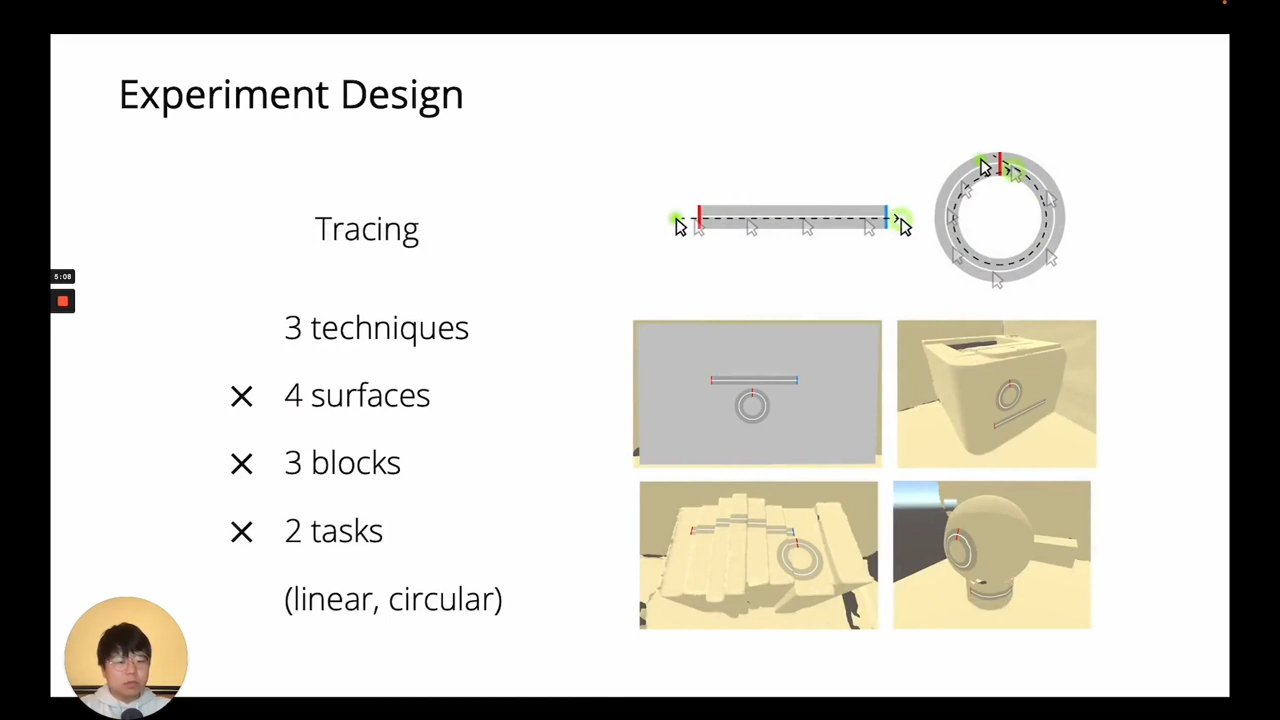 Experiment Design
Tracing
3 techniques
× 4 surfaces
× 3 blocks
× 2 tasks
(linear, circular)
5:08